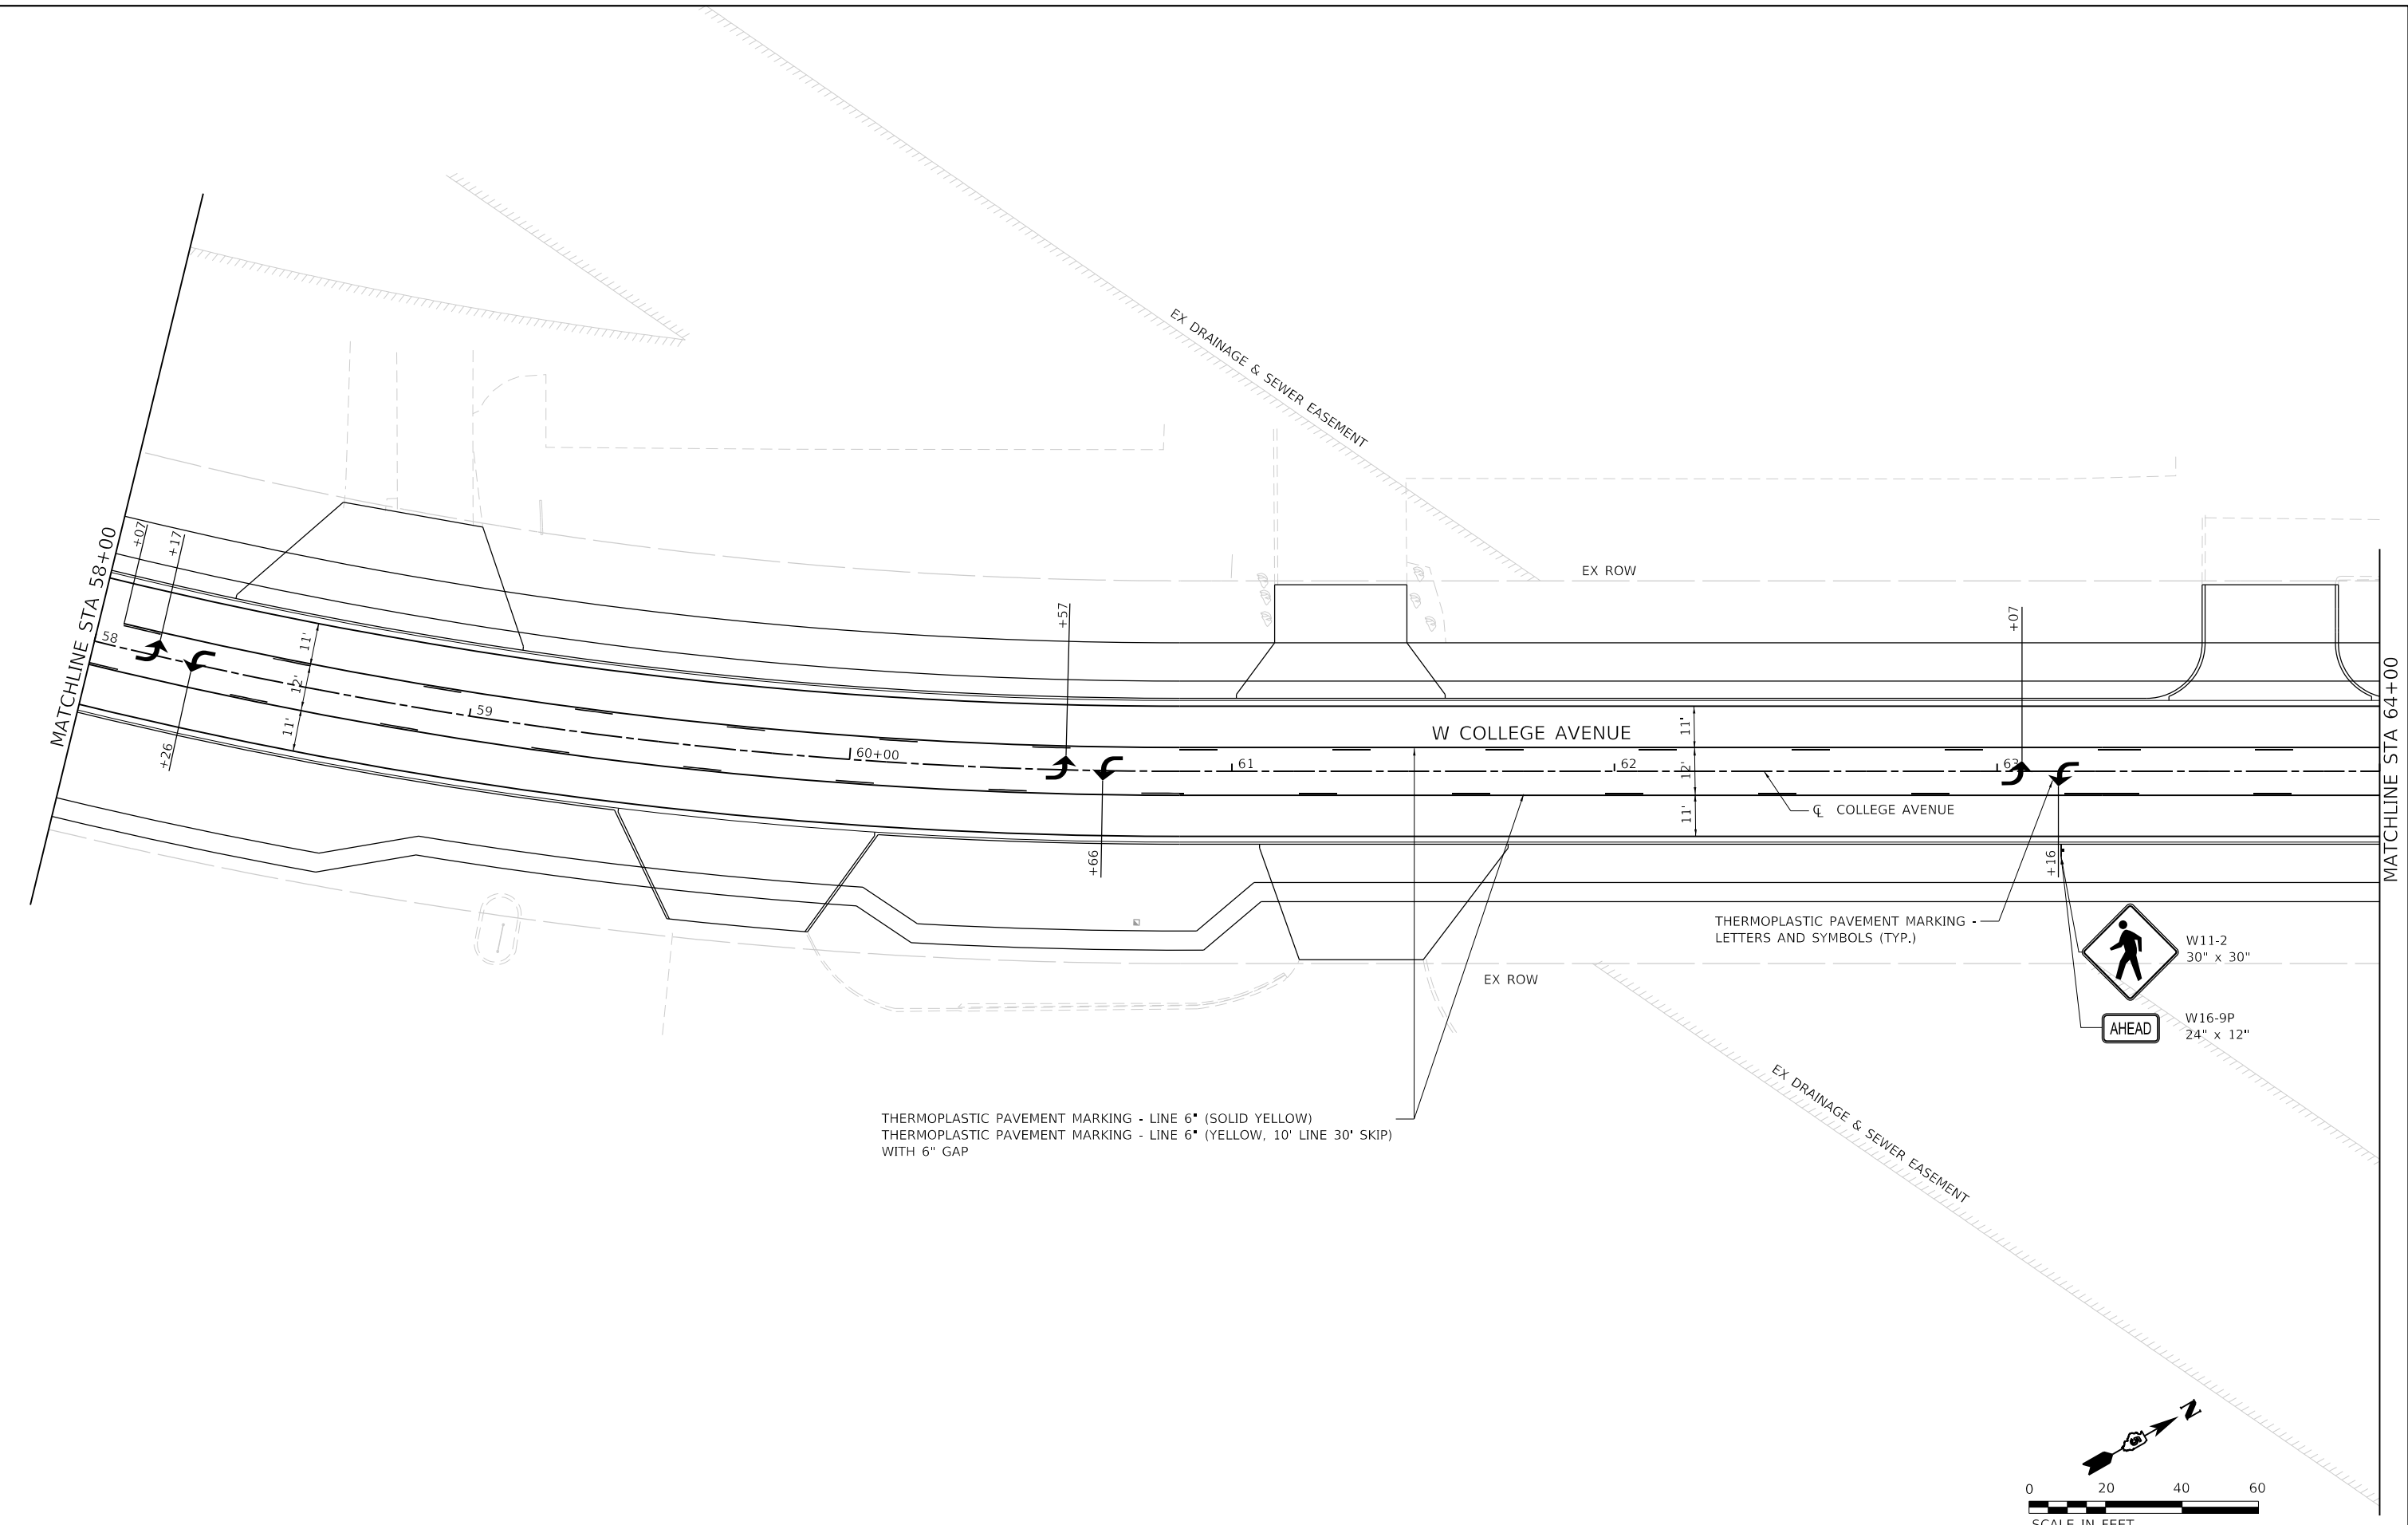 EX DRAINAGE & SEWER EASEMENT
MATCHLINE STA 58+00
+07
+17
EX ROW
+57
+07
58
11'
12'
11'
59
60+00
W COLLEGE AVENUE
11'
12'
11'
61
62
63
MATCHLINE STA 64+00
+26
℄ COLLEGE AVENUE
+66
+16
THERMOPLASTIC PAVEMENT MARKING -
LETTERS AND SYMBOLS (TYP.)
W11-2
30" x 30"
EX ROW
AHEAD
W16-9P
24" x 12"
THERMOPLASTIC PAVEMENT MARKING - LINE 6" (SOLID YELLOW)
THERMOPLASTIC PAVEMENT MARKING - LINE 6" (YELLOW, 10' LINE 30' SKIP)
WITH 6" GAP
EX DRAINAGE & SEWER EASEMENT
N
0 20 40 60
SCALE IN FEET